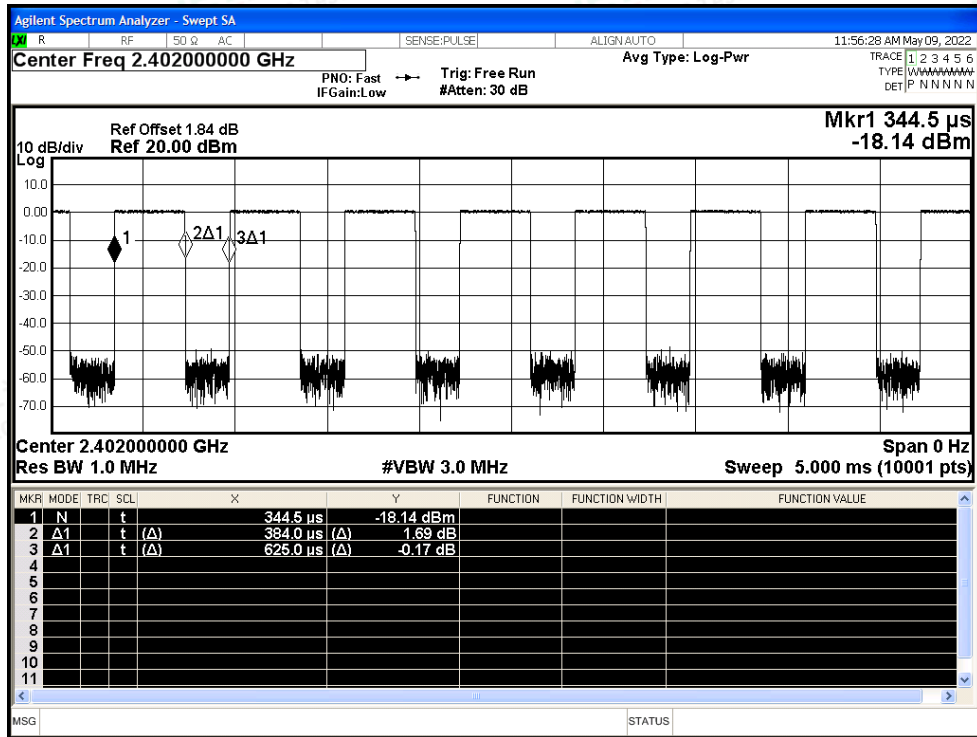 Agilent Spectrum Analyzer - Swept SA
LXI R RF 50 Ω AC SENSE:PULSE ALIGN AUTO 11:56:28 AM May 09, 2022
Center Freq 2.402000000 GHz Avg Type: Log-Pwr TRACE 1 2 3 4 5 6
PNO: Fast Trig: Free Run TYPE W
IFGain:Low #Atten: 30 dB DET P N N N N N
Mkr1 344.5 µs
Ref Offset 1.84 dB
10 dB/div Ref 20.00 dBm -18.14 dBm
Log
10.0
0.00
1 2Δ1 3Δ1
-10.0
-20.0
-30.0
-40.0
-50.0
-60.0
-70.0
Center 2.402000000 GHz Span 0 Hz
Res BW 1.0 MHz #VBW 3.0 MHz Sweep 5.000 ms (10001 pts)
MKR MODE TRC SCL X Y FUNCTION FUNCTION WIDTH FUNCTION VALUE
1 N t 344.5 µs -18.14 dBm
2 Δ1 t (Δ) 384.0 µs (Δ) 1.69 dB
3 Δ1 t (Δ) 625.0 µs (Δ) -0.17 dB
4
5
6
7
8
9
10
11
MSG STATUS